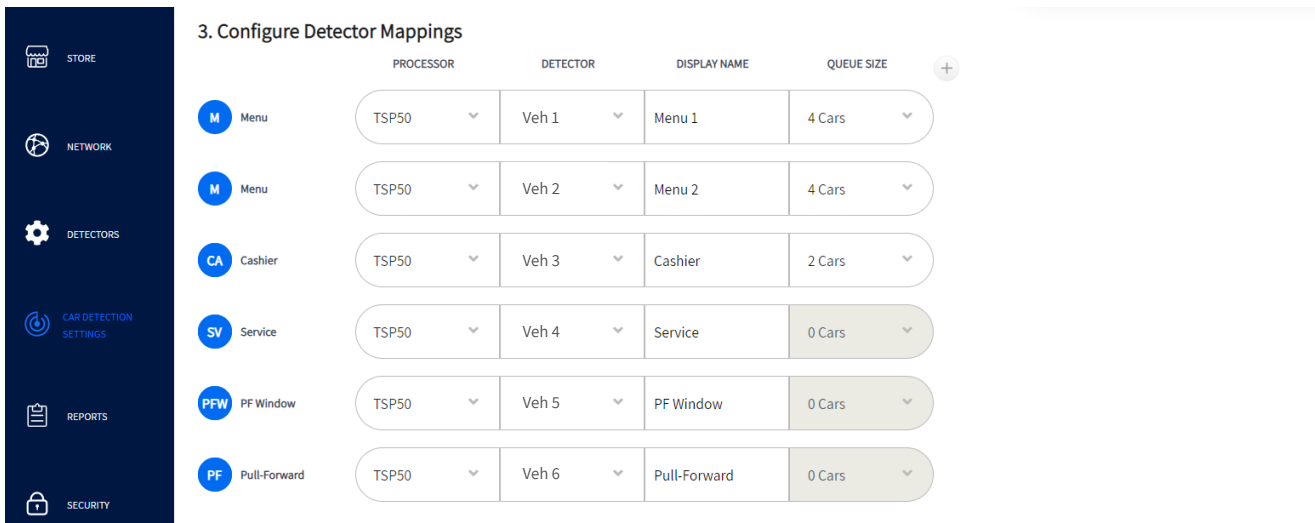 STORE
NETWORK
DETECTORS
CAR DETECTION
SETTINGS
REPORTS
SECURITY
3. Configure Detector Mappings
PROCESSOR DETECTOR DISPLAY NAME QUEUE SIZE
M Menu TSP50 Veh 1 Menu 1 4 Cars
M Menu TSP50 Veh 2 Menu 2 4 Cars
CA Cashier TSP50 Veh 3 Cashier 2 Cars
SV Service TSP50 Veh 4 Service 0 Cars
PFW PF Window TSP50 Veh 5 PF Window 0 Cars
PF Pull-Forward TSP50 Veh 6 Pull-Forward 0 Cars